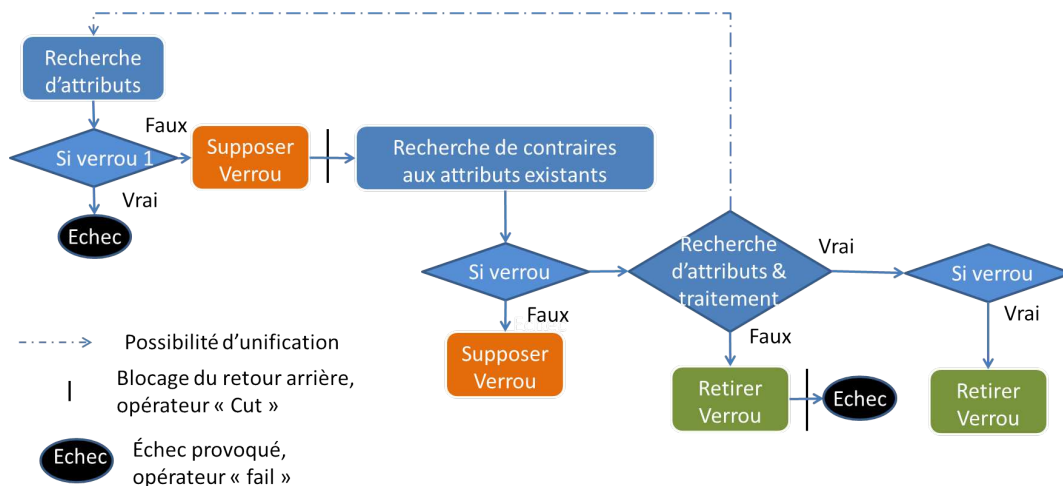 Recherche
d'attributs
Faux
Si verrou 1
Vrai
Echec
Supposer
Verrou
Recherche de contraires
aux attributs existants
Si verrou
Faux
Supposer
Verrou
Recherche
d'attributs &
traitement
Vrai
Faux
Si verrou
Vrai
Retirer
Verrou
Echec
Retirer
Verrou
Possibilité d'unification
Blocage du retour arrière,
opérateur « Cut »
Echec
Échec provoqué,
opérateur « fail »